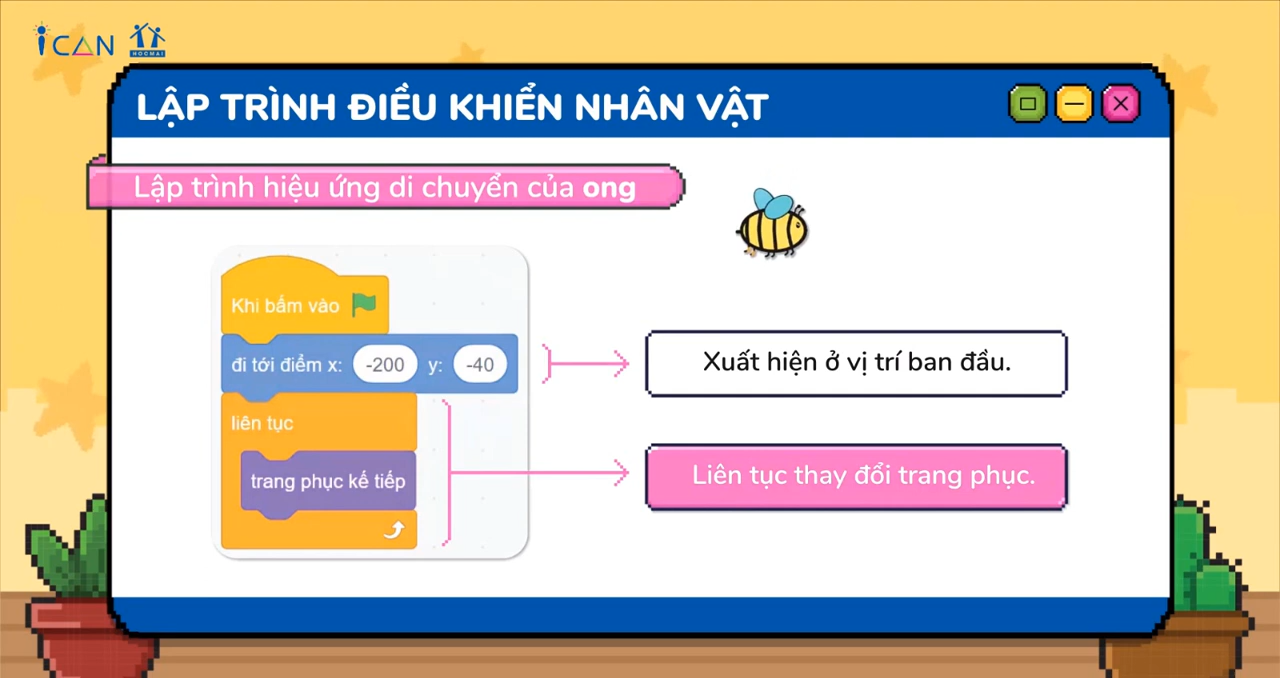 iCAN
HOCMAI
LẬP TRÌNH ĐIỀU KHIỂN NHÂN VẬT
Lập trình hiệu ứng di chuyển của ong
Khi bấm vào
đi tới điểm x: -200 y: -40
Xuất hiện ở vị trí ban đầu.
liên tục
trang phục kế tiếp
Liên tục thay đổi trang phục.